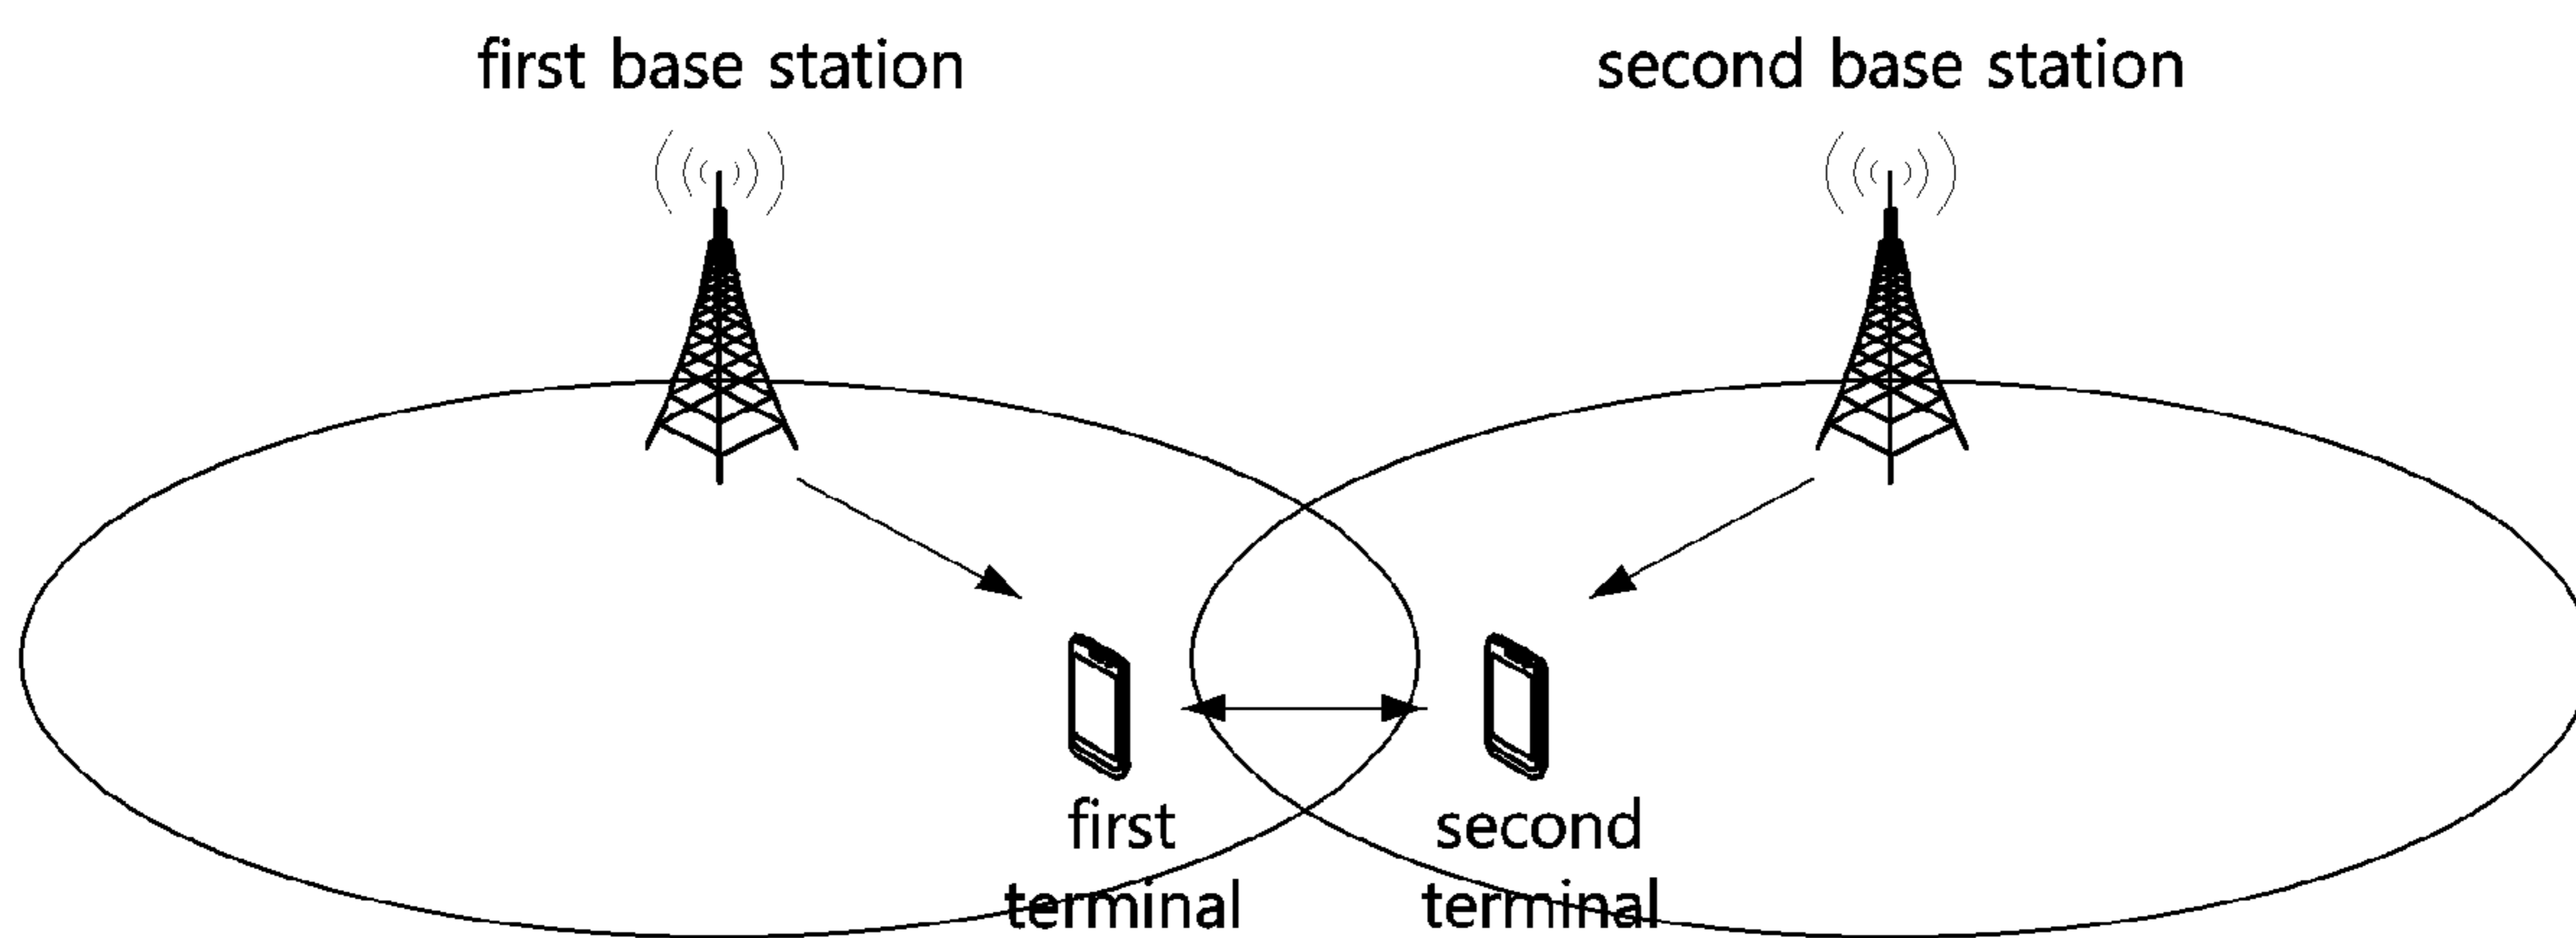 first base station
second base station
first
terminal
second
terminal